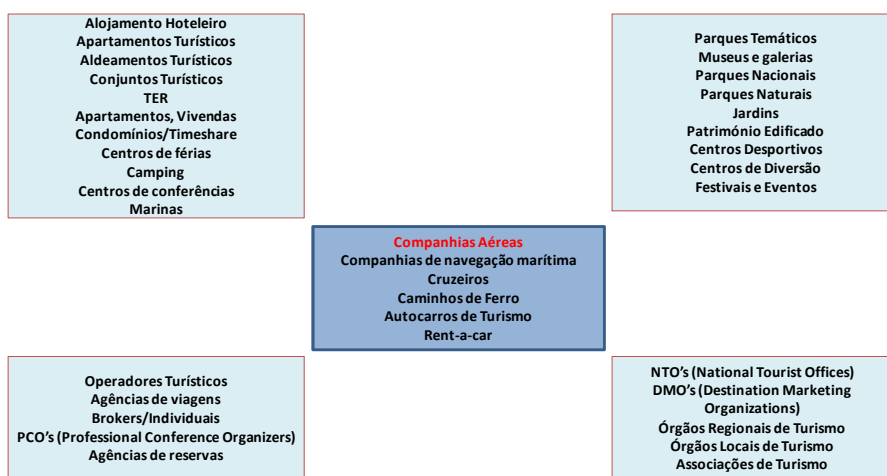 Alojamento Hoteleiro
Apartamentos Turísticos
Aldeamentos Turísticos
Conjuntos Turísticos
TER
Apartamentos, Vivendas
Condomínios/Timeshare
Centros de férias
Camping
Centros de conferências
Marinas
Parques Temáticos
Museus e galerias
Parques Nacionais
Parques Naturais
Jardins
Património Edificado
Centros Desportivos
Centros de Diversão
Festivais e Eventos
Companhias Aéreas
Companhias de navegação marítima
Cruzeiros
Caminhos de Ferro
Autocarros de Turismo
Rent-a-car
Operadores Turísticos
Agências de viagens
Brokers/Individuais
PCO's (Professional Conference Organizers)
Agências de reservas
NTO's (National Tourist Offices)
DMO's (Destination Marketing
Organizations)
Órgãos Regionais de Turismo
Órgãos Locais de Turismo
Associações de Turismo